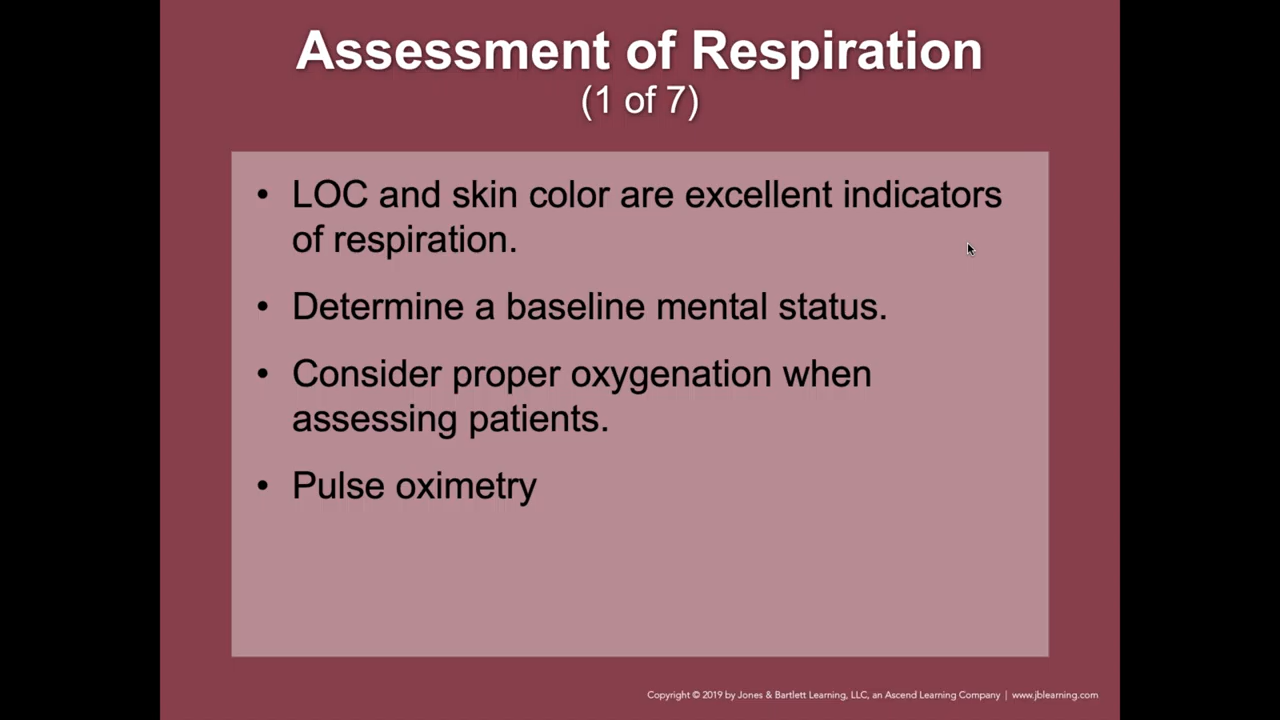 Assessment of Respiration
(1 of 7)
• LOC and skin color are excellent indicators
of respiration.
• Determine a baseline mental status.
• Consider proper oxygenation when
assessing patients.
• Pulse oximetry
Copyright © 2019 by Jones & Bartlett Learning, LLC, an Ascend Learning Company | www.jblearning.com